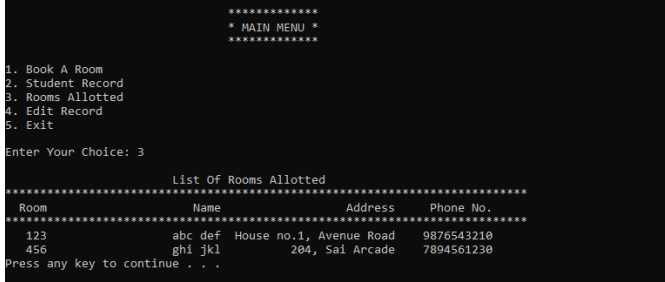 *************
* MAIN MENU *
*************
1. Book A Room
2. Student Record
3. Rooms Allotted
4. Edit Record
5. Exit
Enter Your Choice: 3
List Of Rooms Allotted
***************************************************************************
Room Name Address Phone No.
***************************************************************************
123 abc def House no.1, Avenue Road 9876543210
456 ghi jkl 204, Sai Arcade 7894561230
Press any key to continue . . .